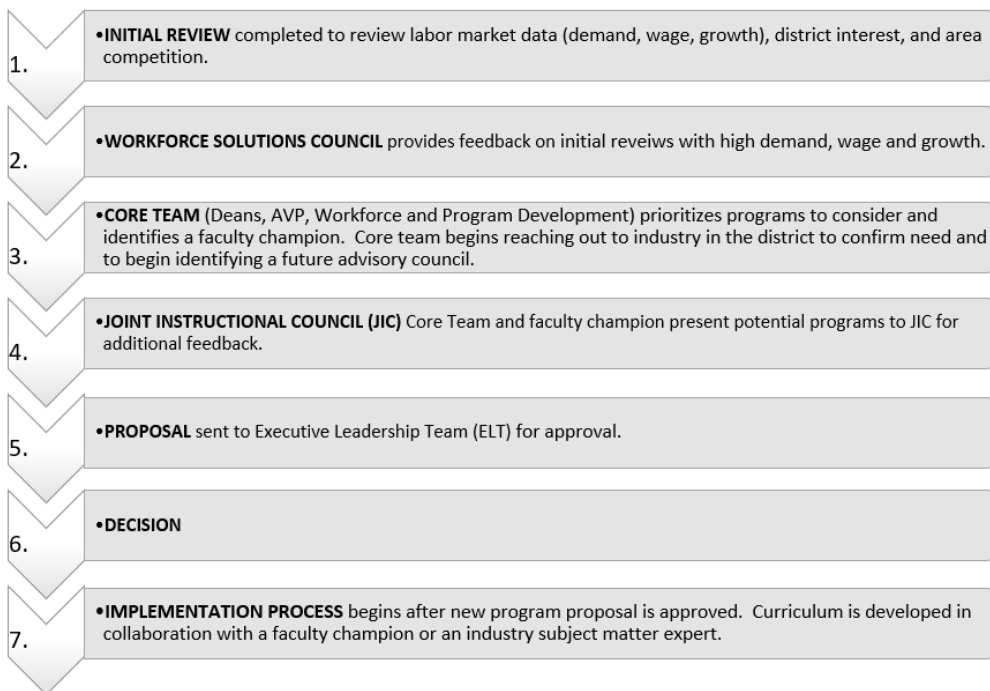 1.
•INITIAL REVIEW completed to review labor market data (demand, wage, growth), district interest, and area
competition.
2.
•WORKFORCE SOLUTIONS COUNCIL provides feedback on initial reveiws with high demand, wage and growth.
3.
•CORE TEAM (Deans, AVP, Workforce and Program Development) prioritizes programs to consider and
identifies a faculty champion.  Core team begins reaching out to industry in the district to confirm need and
to begin identifying a future advisory council.
4.
•JOINT INSTRUCTIONAL COUNCIL (JIC) Core Team and faculty champion present potential programs to JIC for
additional feedback.
5.
•PROPOSAL sent to Executive Leadership Team (ELT) for approval.
6.
•DECISION
7.
•IMPLEMENTATION PROCESS begins after new program proposal is approved.  Curriculum is developed in
collaboration with a faculty champion or an industry subject matter expert.